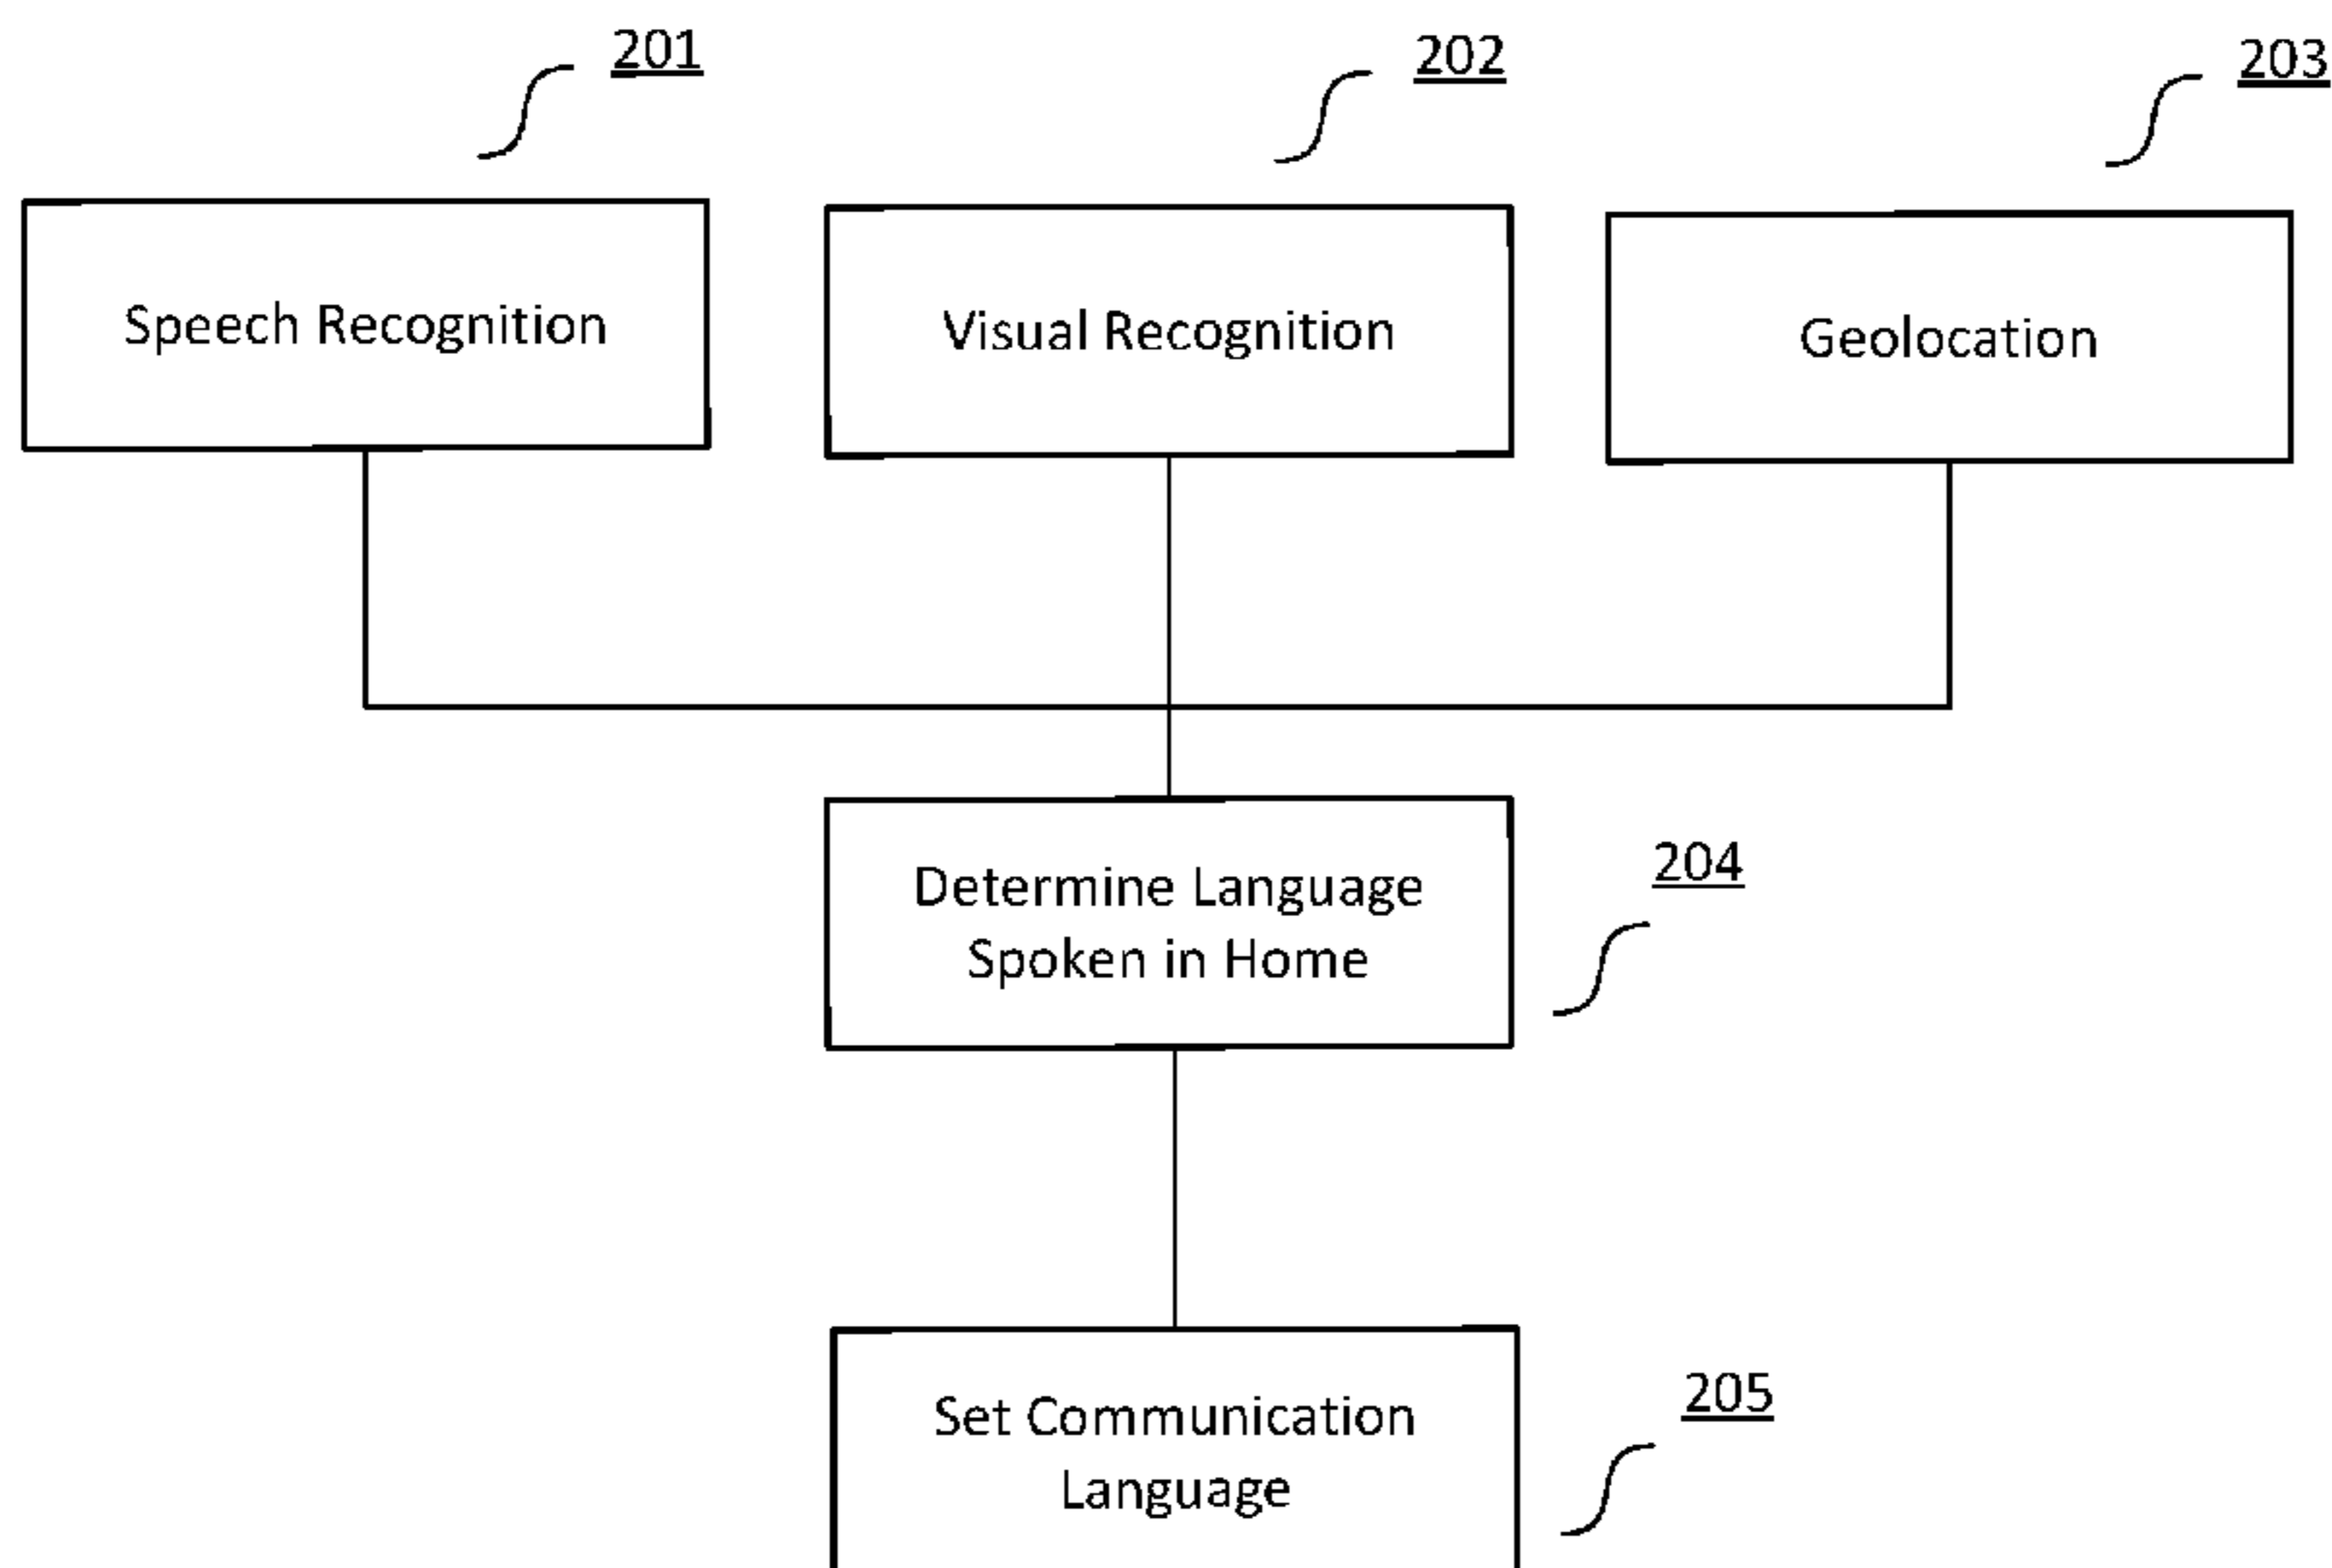 201
202
203
Speech Recognition
Visual Recognition
Geolocation
Determine Language
Spoken in Home
204
Set Communication
Language
205